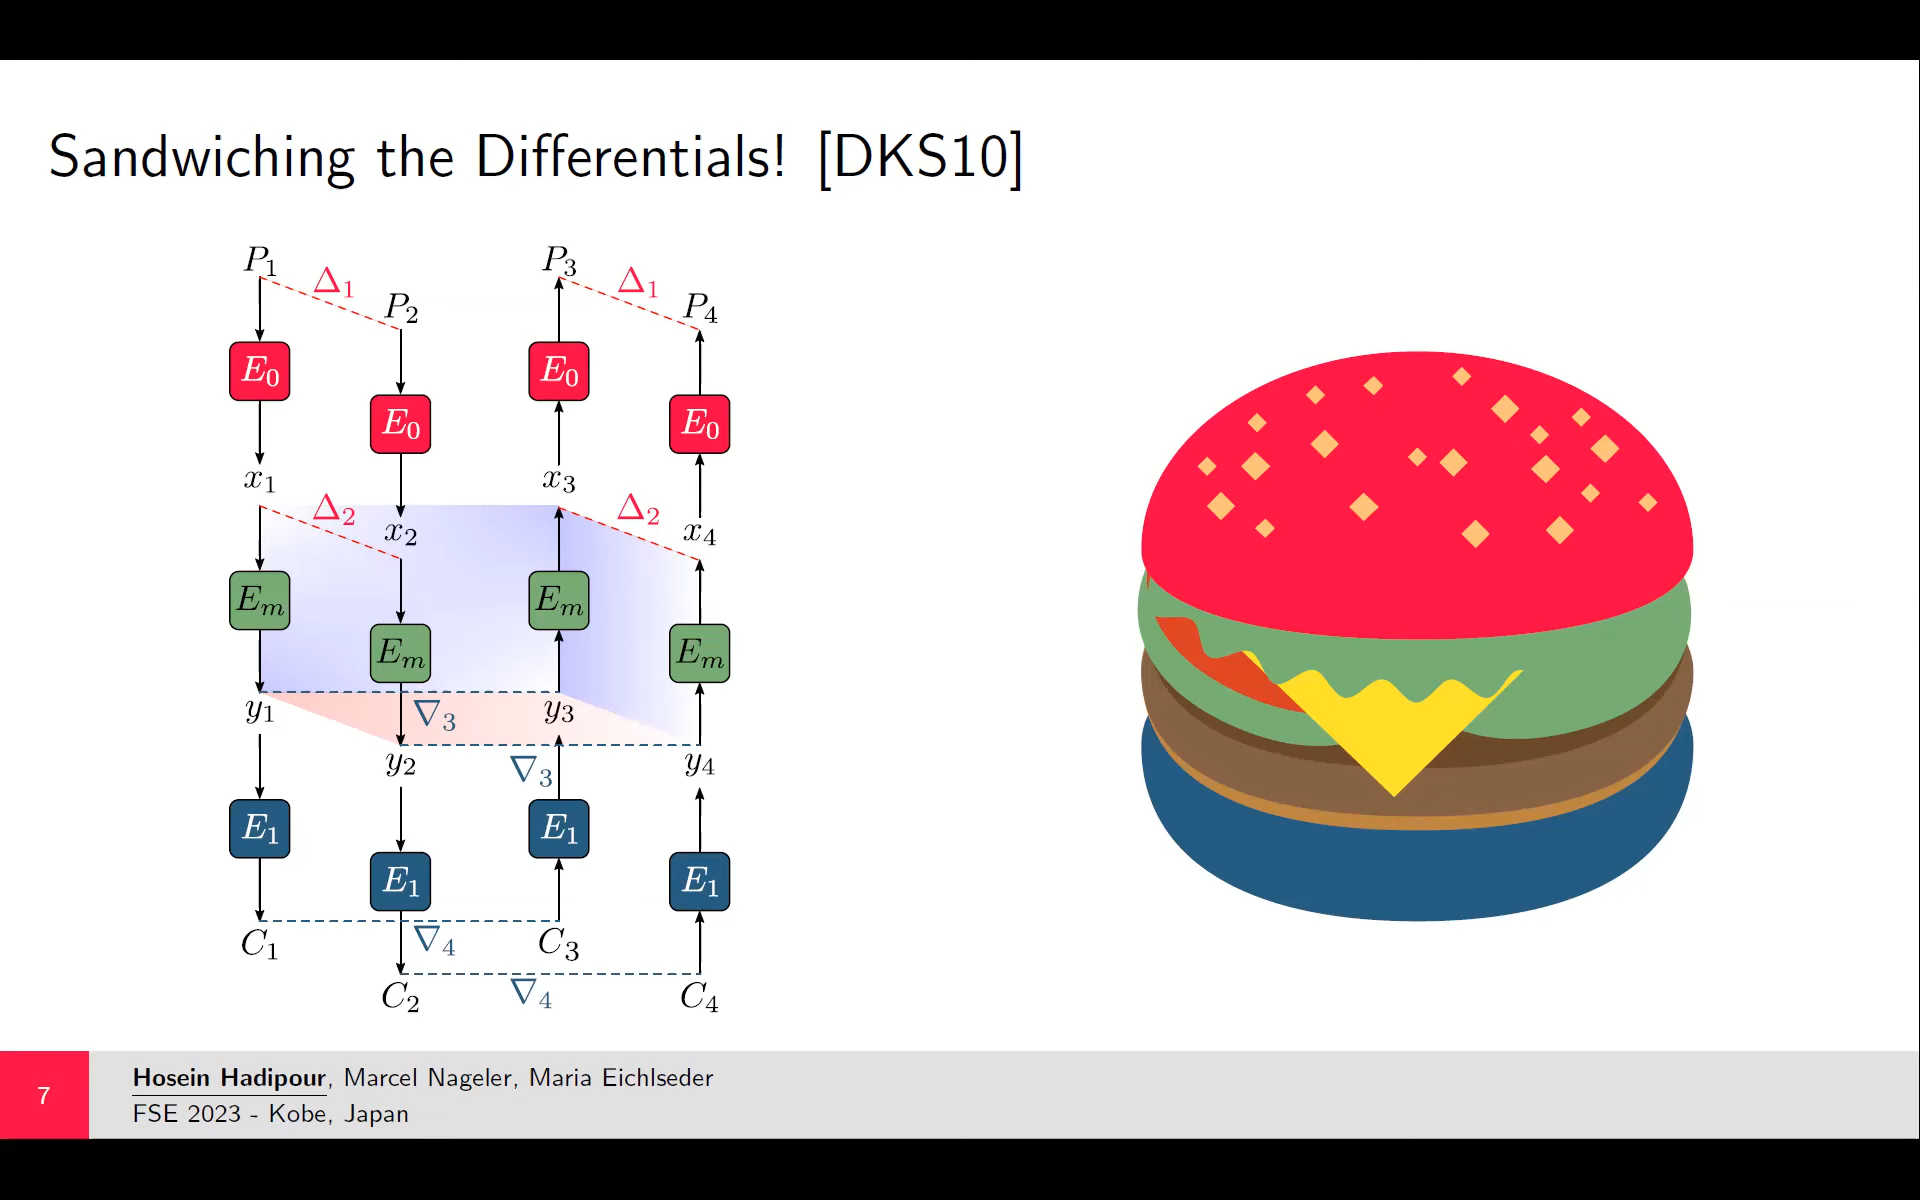 Sandwiching the Differentials! [DKS10]
P₁ Δ₁ P₃ Δ₁
P₂ P₄
E₀ E₀
E₀ E₀
x₁ x₃
Δ₂ x₂ Δ₂ x₄
Eₘ Eₘ
Eₘ Eₘ
y₁ ∇₃ y₃
y₂ ∇₃ y₄
E₁ E₁
E₁ E₁
C₁ ∇₄ C₃
C₂ ∇₄ C₄
7
Hosein Hadipour, Marcel Nageler, Maria Eichlseder
FSE 2023 - Kobe, Japan